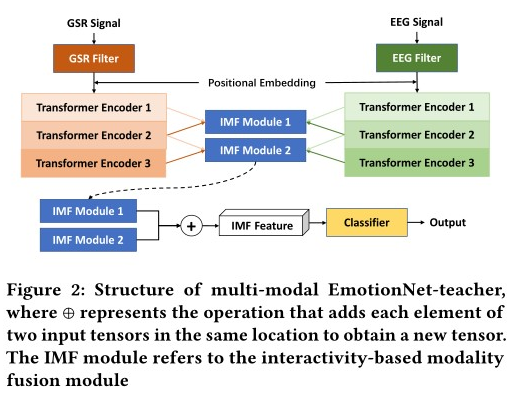 GSR Signal
EEG Signal
GSR Filter
EEG Filter
Positional Embedding
Transformer Encoder 1
Transformer Encoder 2
Transformer Encoder 3
IMF Module 1
IMF Module 2
Transformer Encoder 1
Transformer Encoder 2
Transformer Encoder 3
IMF Module 1
IMF Module 2
+
IMF Feature
Classifier
Output
Figure 2: Structure of multi-modal EmotionNet-teacher,
where ⊕ represents the operation that adds each element of
two input tensors in the same location to obtain a new tensor.
The IMF module refers to the interactivity-based modality
fusion module